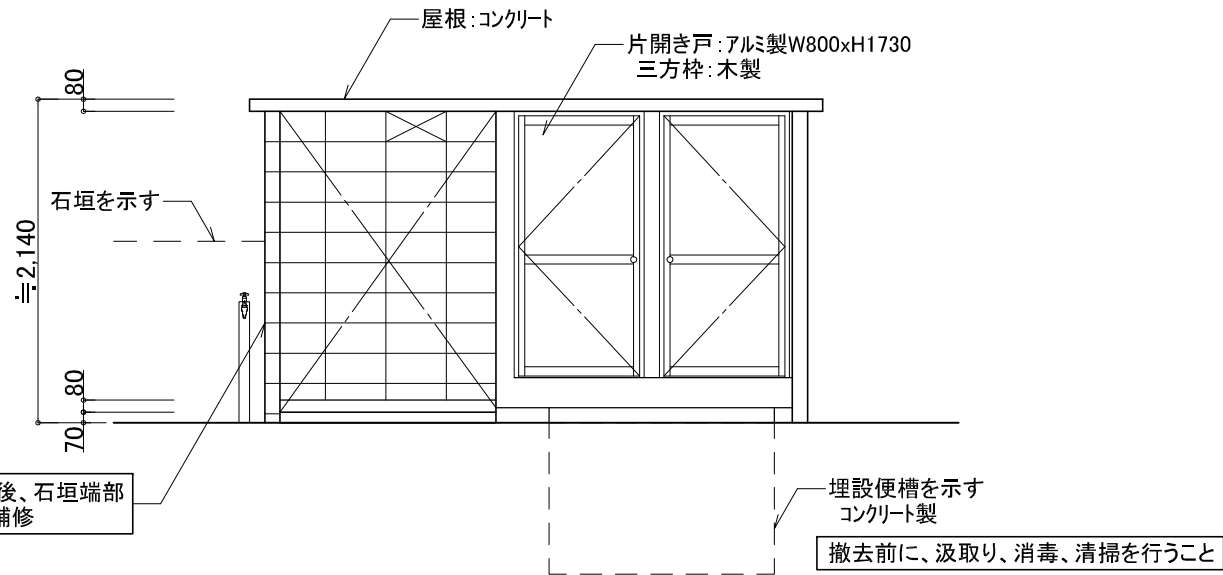 屋根:コンクリート
片開き戸:アルミ製W800xH1730
三方枠:木製
80
石垣を示す
≒2,140
80
70
後、石垣端部
補修
埋設便槽を示す
コンクリート製
撤去前に、汲取り、消毒、清掃を行うこと